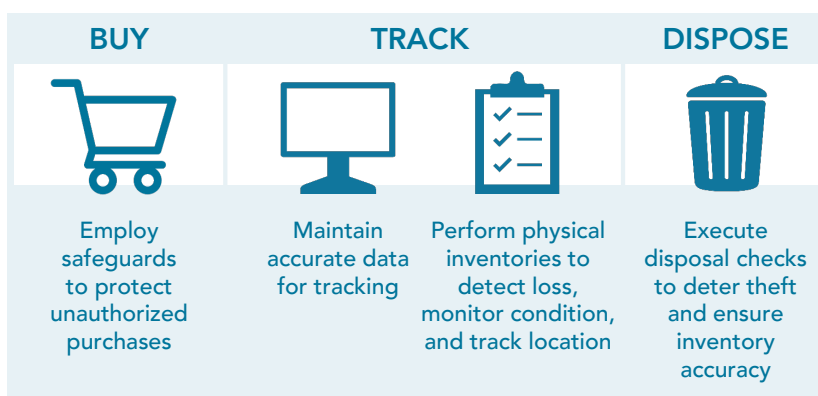 BUY
TRACK
DISPOSE
Employ
safeguards
to protect
unauthorized
purchases
Maintain
accurate data
for tracking
Perform physical
inventories to
detect loss,
monitor condition,
and track location
Execute
disposal checks
to deter theft
and ensure
inventory
accuracy